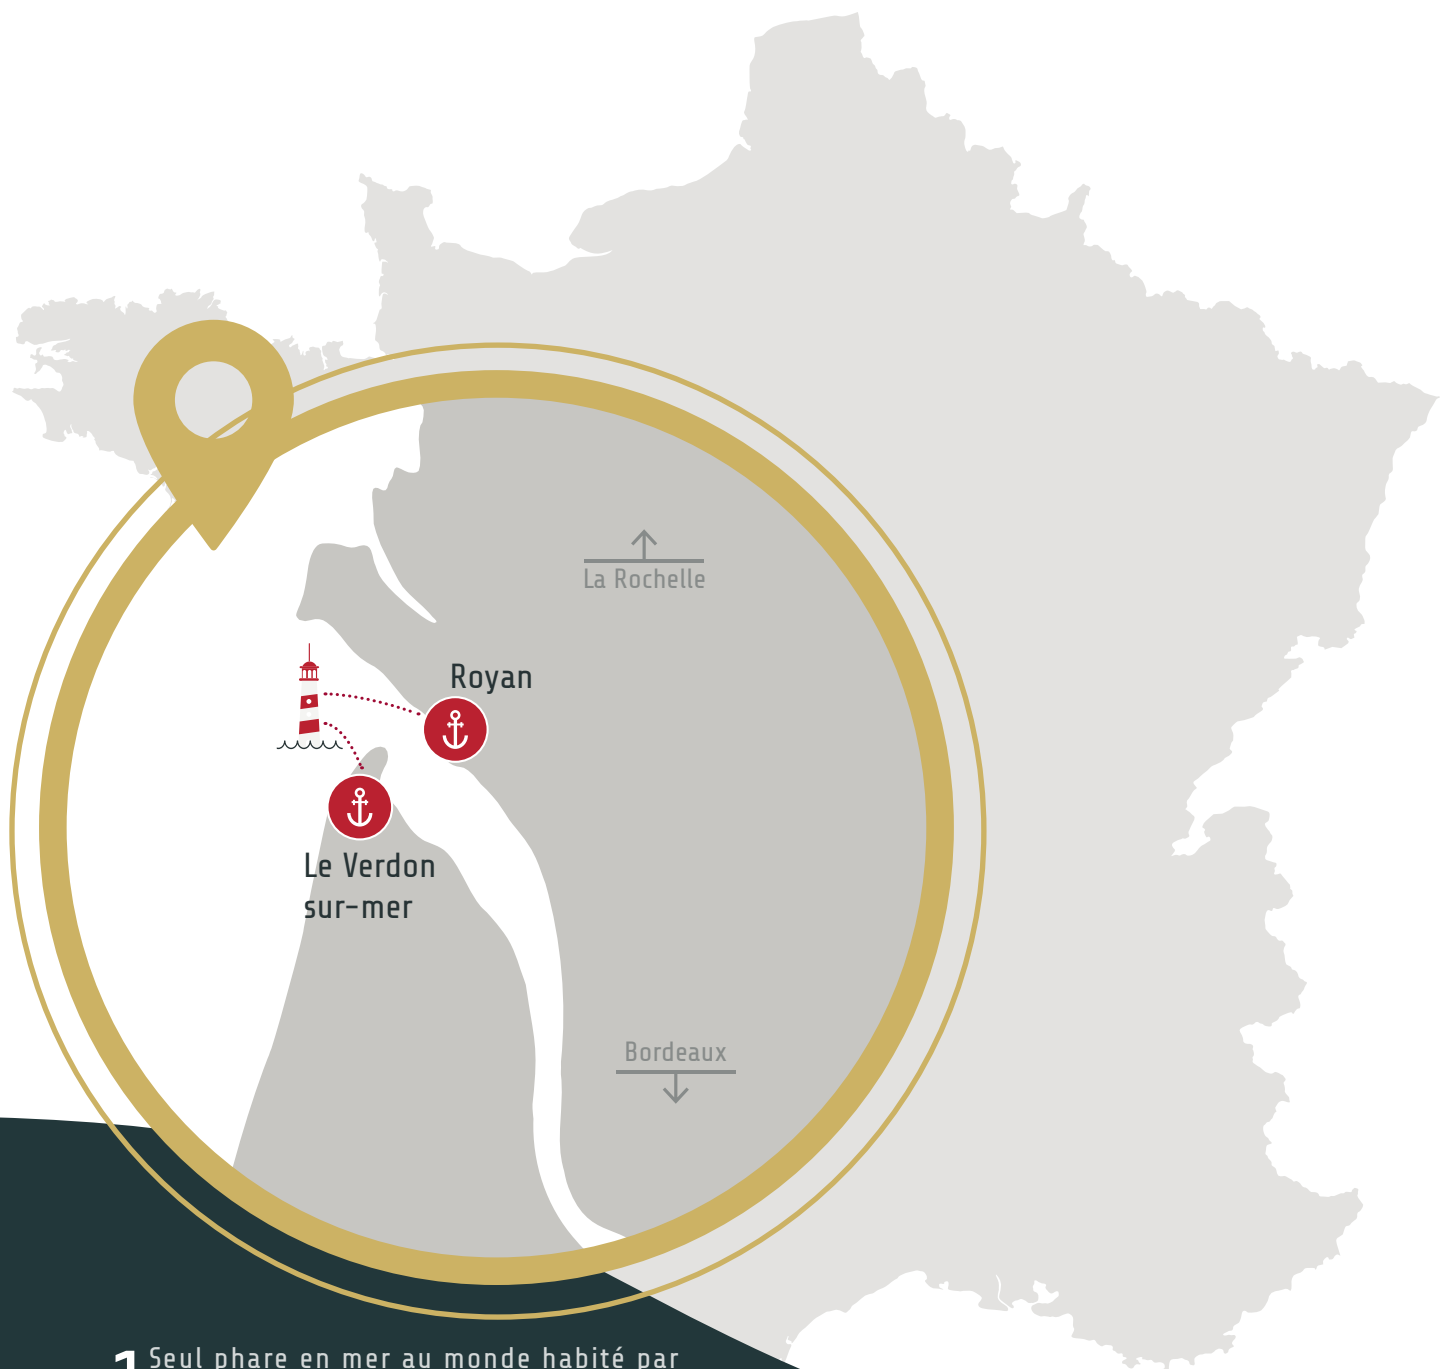 La Rochelle
Royan
Le Verdon
sur-mer
Bordeaux
1 Seul phare en mer au monde habité par